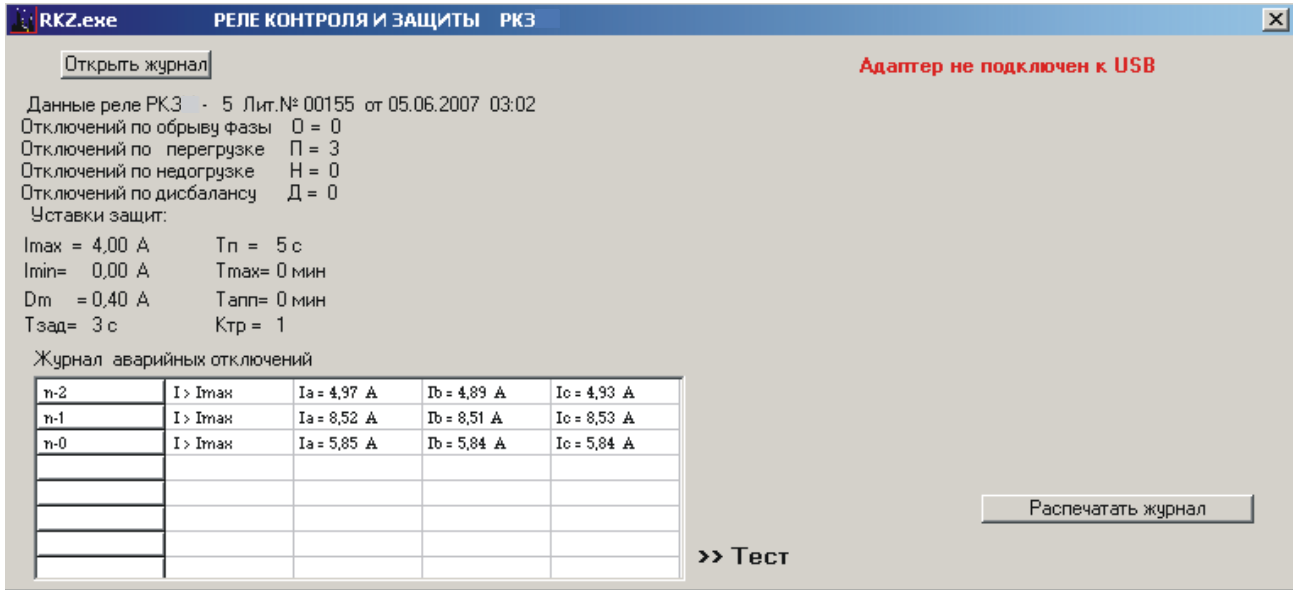 RKZ.exe РЕЛЕ КОНТРОЛЯ И ЗАЩИТЫ РКЗ
Открыть журнал
Адаптер не подключен к USB
Данные реле РКЗ - 5 Лит.№ 00155 от 05.06.2007 03:02
Отключений по обрыву фазы О = 0
Отключений по перегрузке П = 3
Отключений по недогрузке Н = 0
Отключений по дисбалансу Д = 0
Уставки защит:
Imax = 4,00 А Тп = 5 с
Imin= 0,00 А Tmax= 0 мин
Dm = 0,40 А Тапп= 0 мин
Тзад= 3 с Ктр = 1
Журнал аварийных отключений
n-2 I > Imax Ia = 4,97 А Ib = 4,89 А Ic = 4,93 А
n-1 I > Imax Ia = 8,52 А Ib = 8,51 А Ic = 8,53 А
n-0 I > Imax Ia = 5,85 А Ib = 5,84 А Ic = 5,84 А
Распечатать журнал
>> Тест